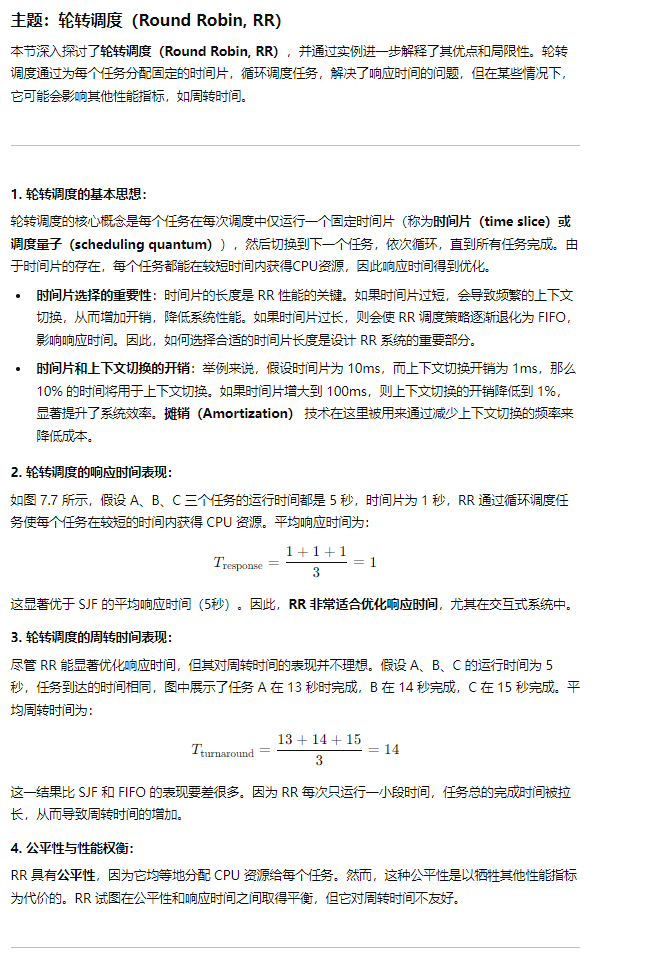 主题：轮转调度（Round Robin, RR）
本节深入探讨了轮转调度（Round Robin, RR），并通过实例进一步解释了其优点和局限性。轮转
调度通过为每个任务分配固定的时间片，循环调度任务，解决了响应时间的问题，但在某些情况下，
它可能会影响其他性能指标，如周转时间。
1. 轮转调度的基本思想：
轮转调度的核心概念是每个任务在每次调度中仅运行一个固定时间片（称为时间片（time slice）或
调度量子（scheduling quantum）），然后切换到下一个任务，依次循环，直到所有任务完成。由
于时间片的存在，每个任务都能在较短时间内获得CPU资源，因此响应时间得到优化。
• 时间片选择的重要性：时间片的长度是 RR 性能的关键。如果时间片过短，会导致频繁的上下文
切换，从而增加开销，降低系统性能。如果时间片过长，则会使 RR 调度策略逐渐退化为 FIFO，
影响响应时间。因此，如何选择合适的时间片长度是设计 RR 系统的重要部分。
• 时间片和上下文切换的开销：举例来说，假设时间片为 10ms，而上下文切换开销为 1ms，那么
10% 的时间将用于上下文切换。如果时间片增大到 100ms，则上下文切换的开销降低到 1%，
显著提升了系统效率。摊销（Amortization） 技术在这里被用来通过减少上下文切换的频率来
降低成本。
2. 轮转调度的响应时间表现：
如图 7.7 所示，假设 A、B、C 三个任务的运行时间都是 5 秒，时间片为 1 秒，RR 通过循环调度任
务使每个任务在较短的时间内获得 CPU 资源。平均响应时间为：
T_response = (1 + 1 + 1)/3 = 1
这显著优于 SJF 的平均响应时间（5秒）。因此，RR 非常适合优化响应时间，尤其在交互式系统中。
3. 轮转调度的周转时间表现：
尽管 RR 能显著优化响应时间，但其对周转时间的表现并不理想。假设 A、B、C 的运行时间为 5
秒，任务到达的时间相同，图中展示了任务 A 在 13 秒时完成，B 在 14 秒完成，C 在 15 秒完成。平
均周转时间为：
T_turnaround = (13 + 14 + 15)/3 = 14
这一结果比 SJF 和 FIFO 的表现要差很多。因为 RR 每次只运行一小段时间，任务总的完成时间被拉
长，从而导致周转时间的增加。
4. 公平性与性能权衡：
RR 具有公平性，因为它均等地分配 CPU 资源给每个任务。然而，这种公平性是以牺牲其他性能指标
为代价的。RR 试图在公平性和响应时间之间取得平衡，但它对周转时间不友好。